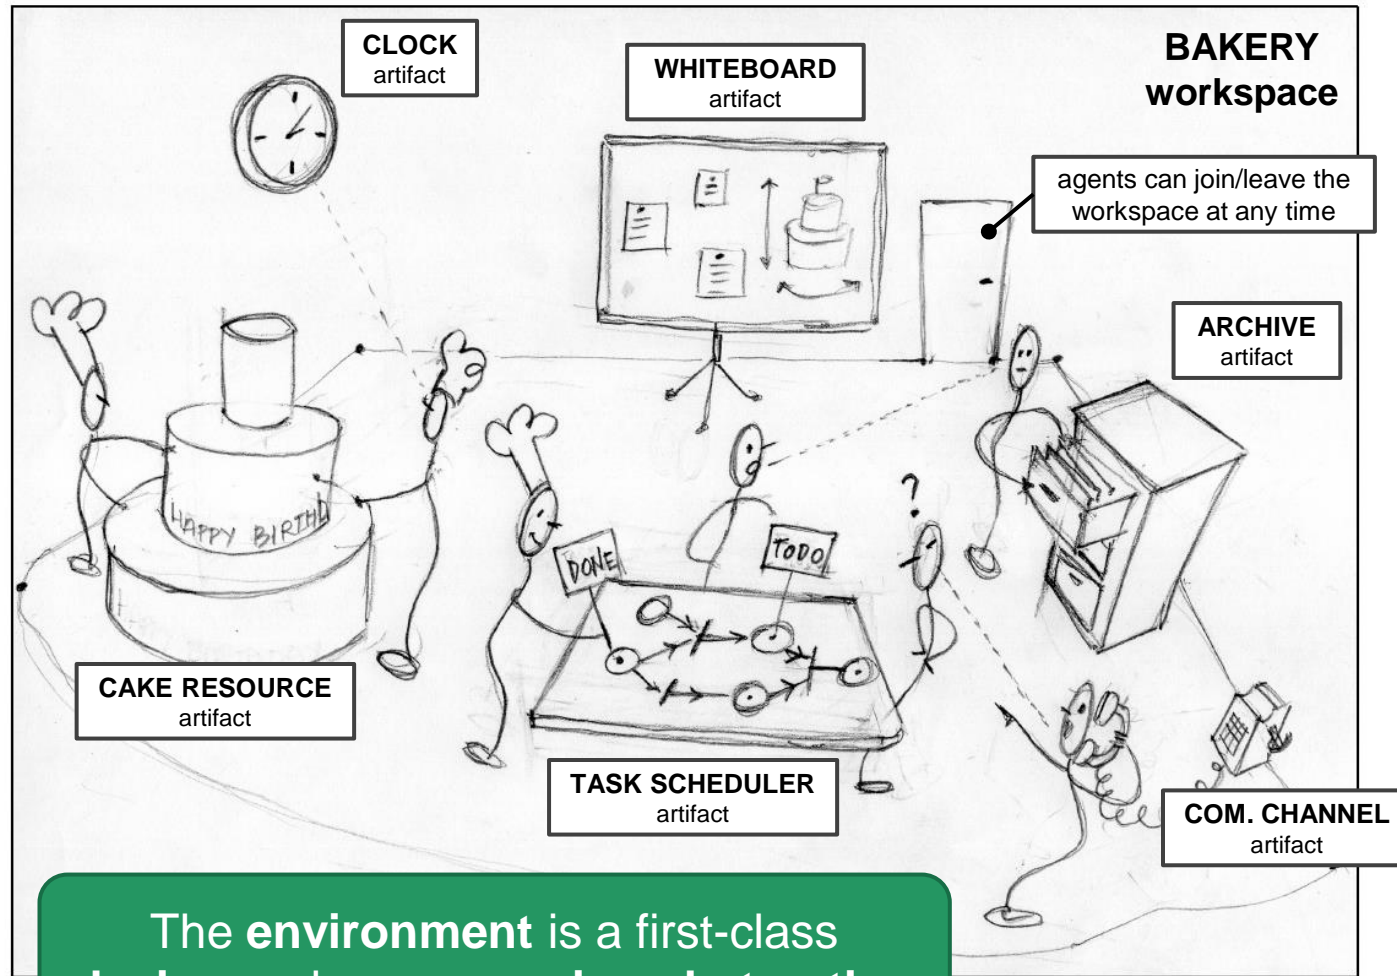 CLOCK
artifact
WHITEBOARD
artifact
BAKERY
workspace
agents can join/leave the
workspace at any time
ARCHIVE
artifact
HAPPY BIRTHD
DONE
TODO
?
CAKE RESOURCE
artifact
TASK SCHEDULER
artifact
COM. CHANNEL
artifact
The environment is a first-class